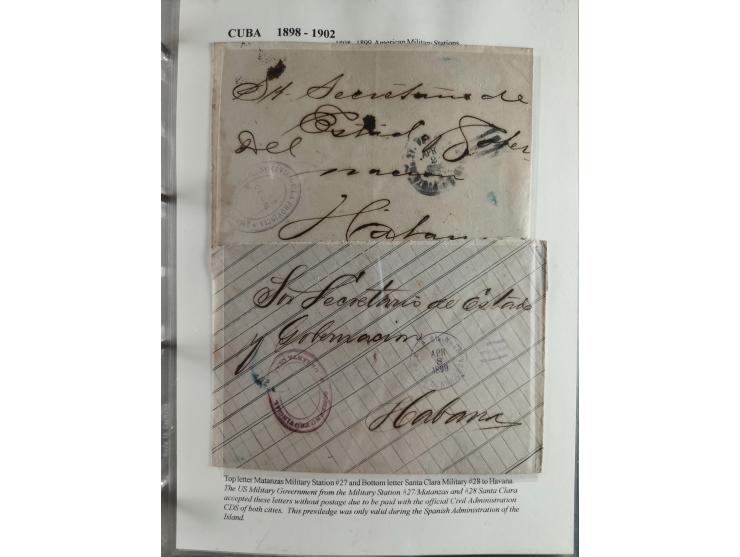 CUBA 1898 - 1902
1898 - 1899 American Military Stations
Sr. Secretario de
Estado y Gober-
Del
nacion
Habana
PROVINCIA
Sor Secretario de Estado
y Gobernacion
APR
8
1899
Habana
Top letter Matanzas Military Station #27 and Bottom letter Santa Clara Military #28 to Havana.
The US Military Government from the Military Station #27/Matanzas and #28 Santa Clara
accepted these letters without postage due to be paid with the official Civil Administration
CDS of both cities. This previledge was only valid during the Spanish Administration of the
Island.